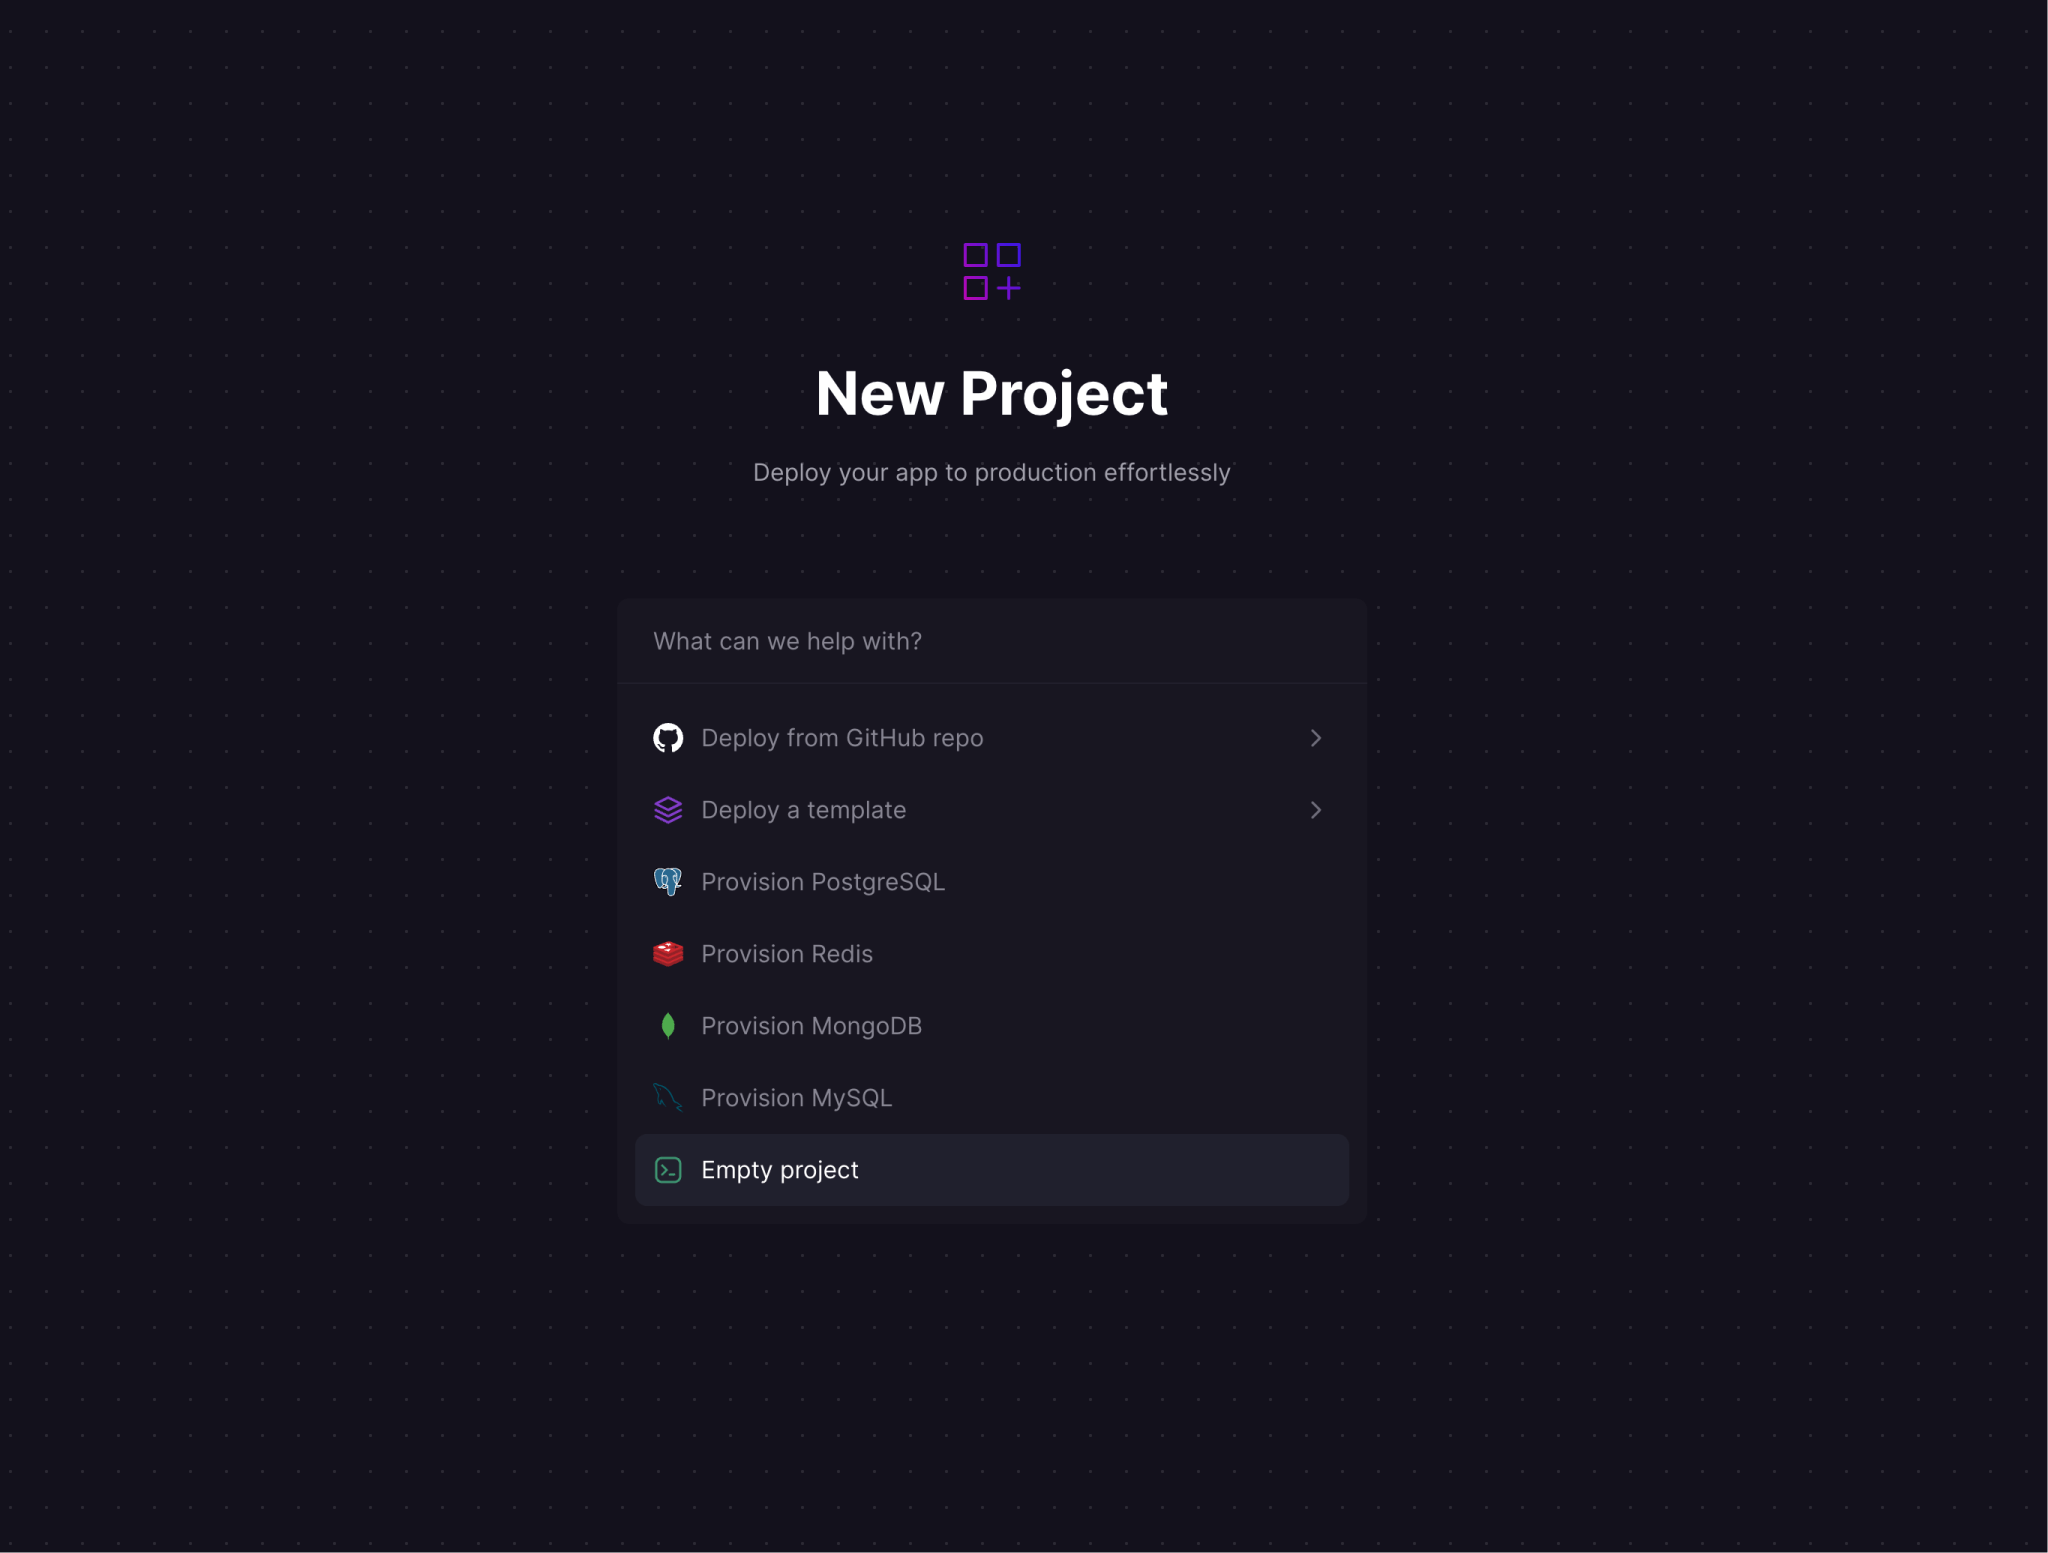 New Project
Deploy your app to production effortlessly
What can we help with?
Deploy from GitHub repo
Deploy a template
Provision PostgreSQL
Provision Redis
Provision MongoDB
Provision MySQL
Empty project